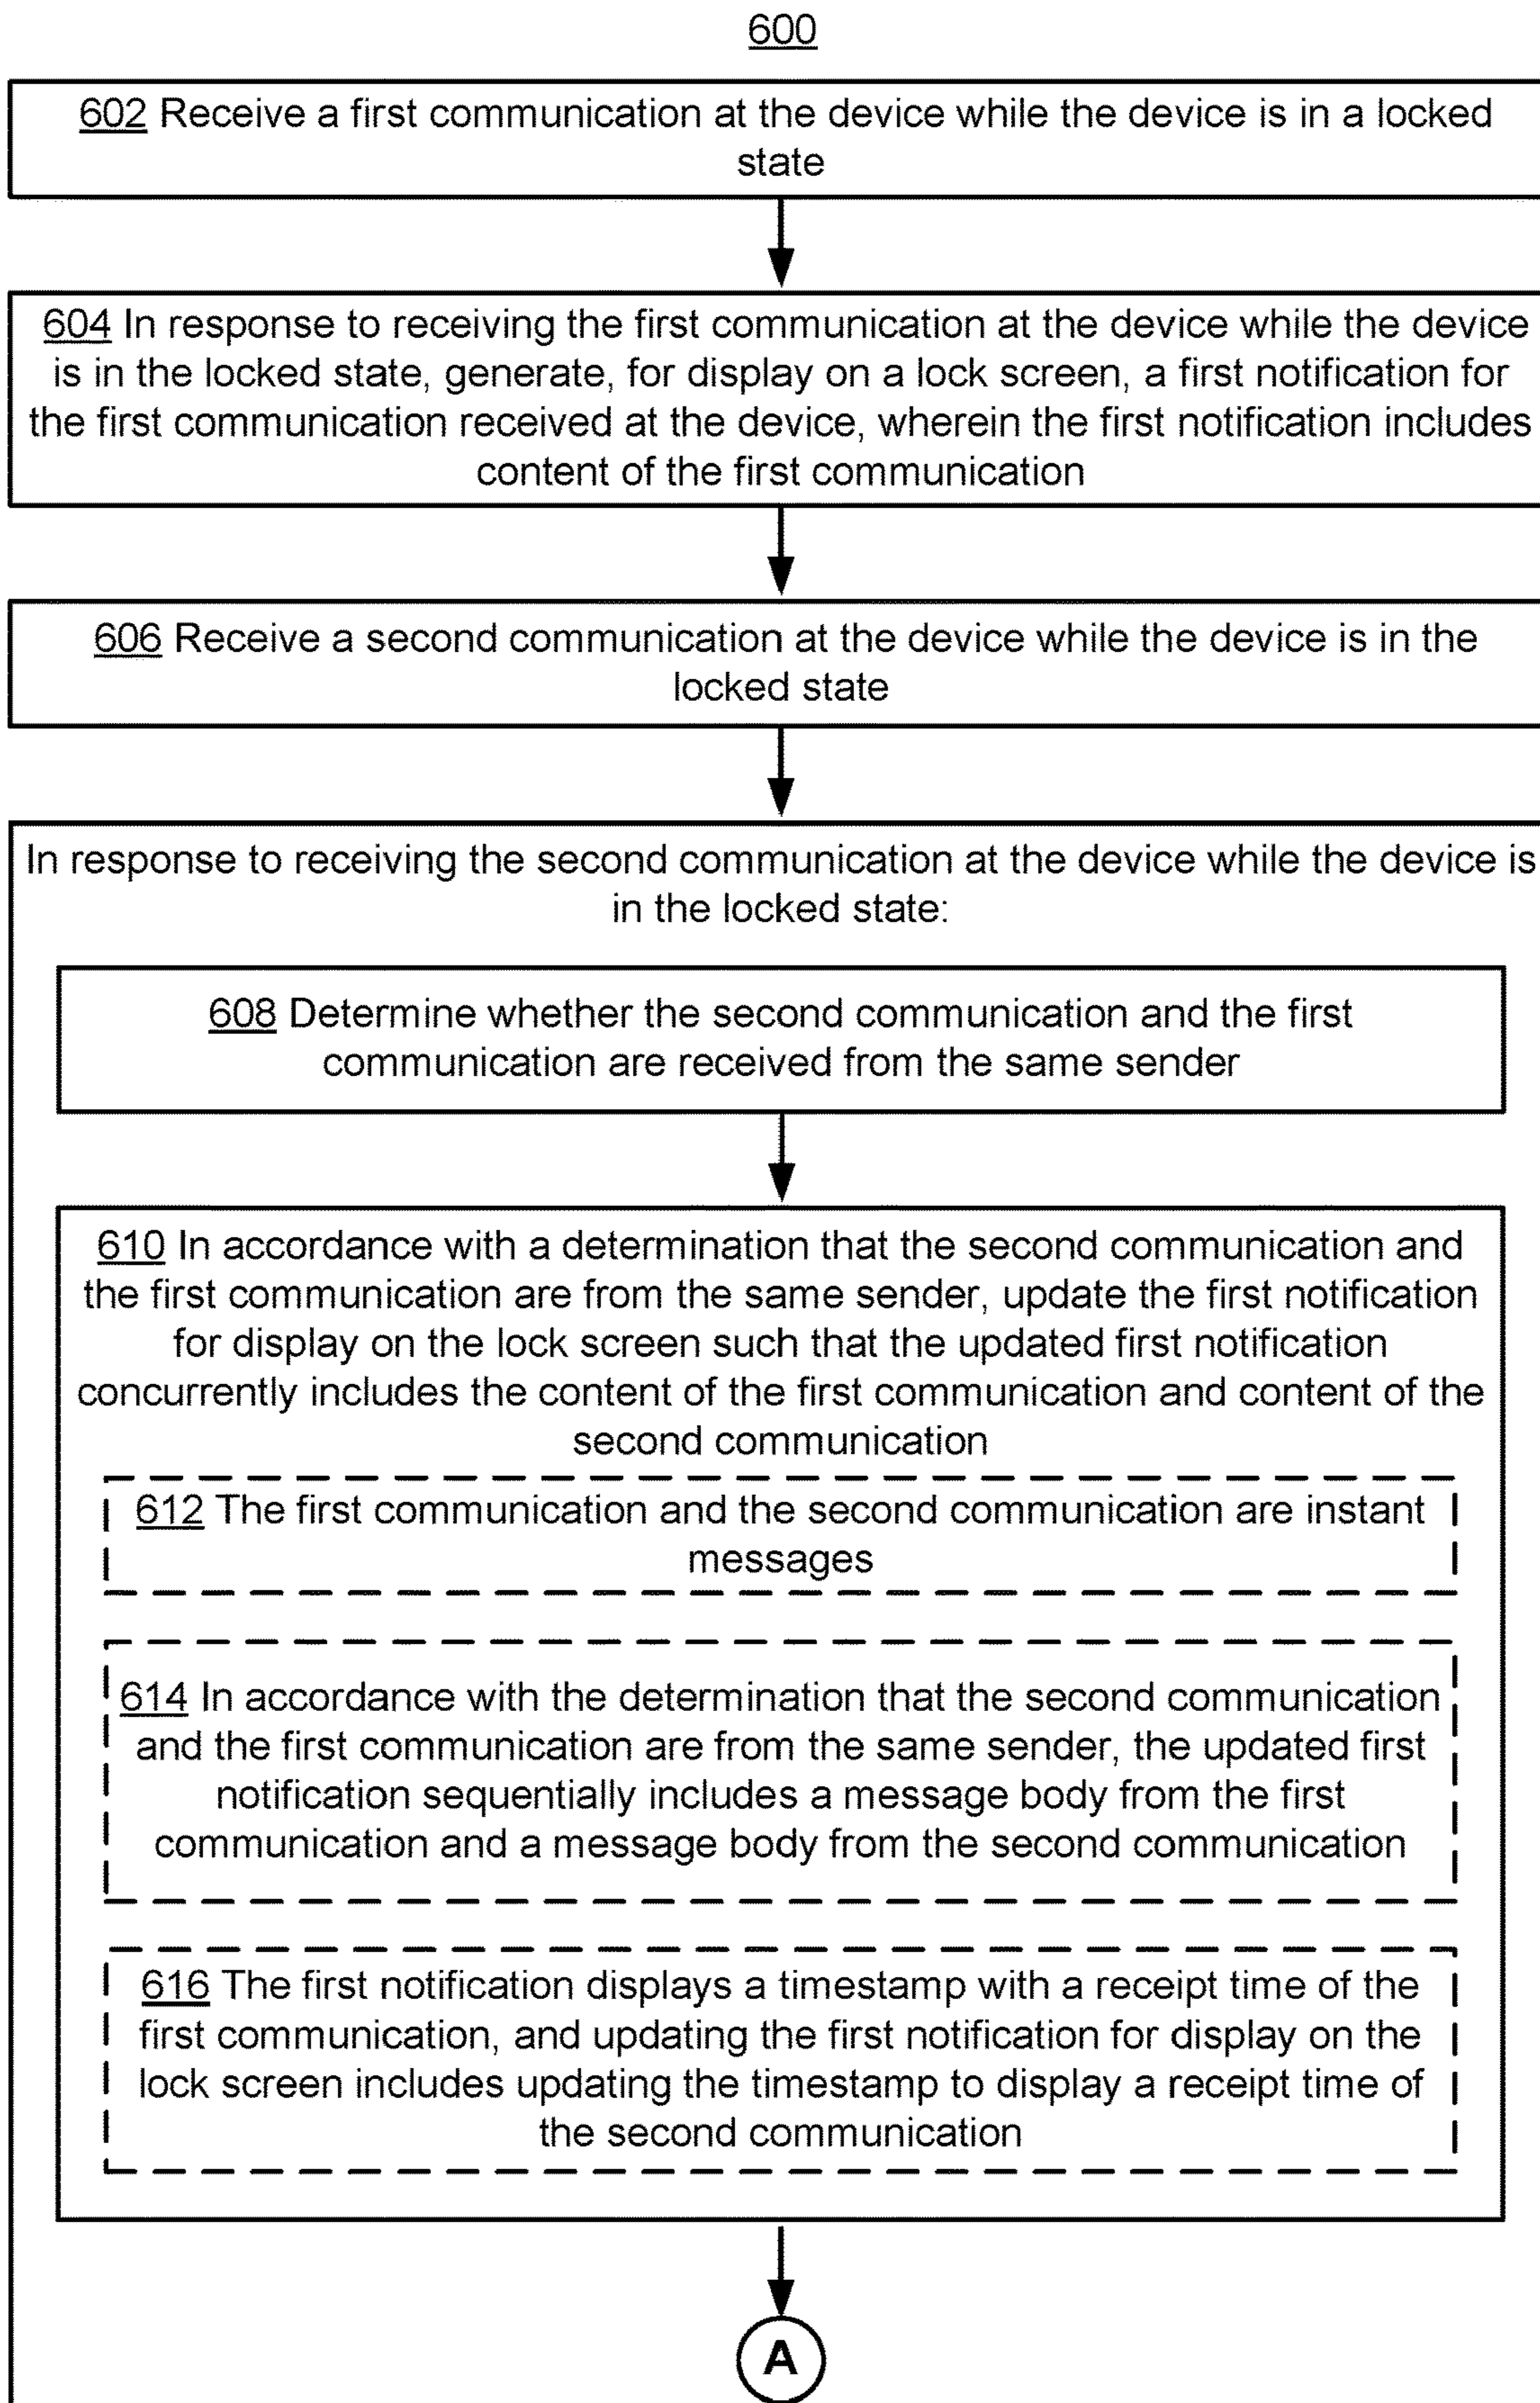 600
602 Receive a first communication at the device while the device is in a locked
state
604 In response to receiving the first communication at the device while the device
is in the locked state, generate, for display on a lock screen, a first notification for
the first communication received at the device, wherein the first notification includes
content of the first communication
606 Receive a second communication at the device while the device is in the
locked state
In response to receiving the second communication at the device while the device is
in the locked state:
608 Determine whether the second communication and the first
communication are received from the same sender
610 In accordance with a determination that the second communication and
the first communication are from the same sender, update the first notification
for display on the lock screen such that the updated first notification
concurrently includes the content of the first communication and content of the
second communication
612 The first communication and the second communication are instant
messages
614 In accordance with the determination that the second communication
and the first communication are from the same sender, the updated first
notification sequentially includes a message body from the first
communication and a message body from the second communication
616 The first notification displays a timestamp with a receipt time of the
first communication, and updating the first notification for display on the
lock screen includes updating the timestamp to display a receipt time of
the second communication
A